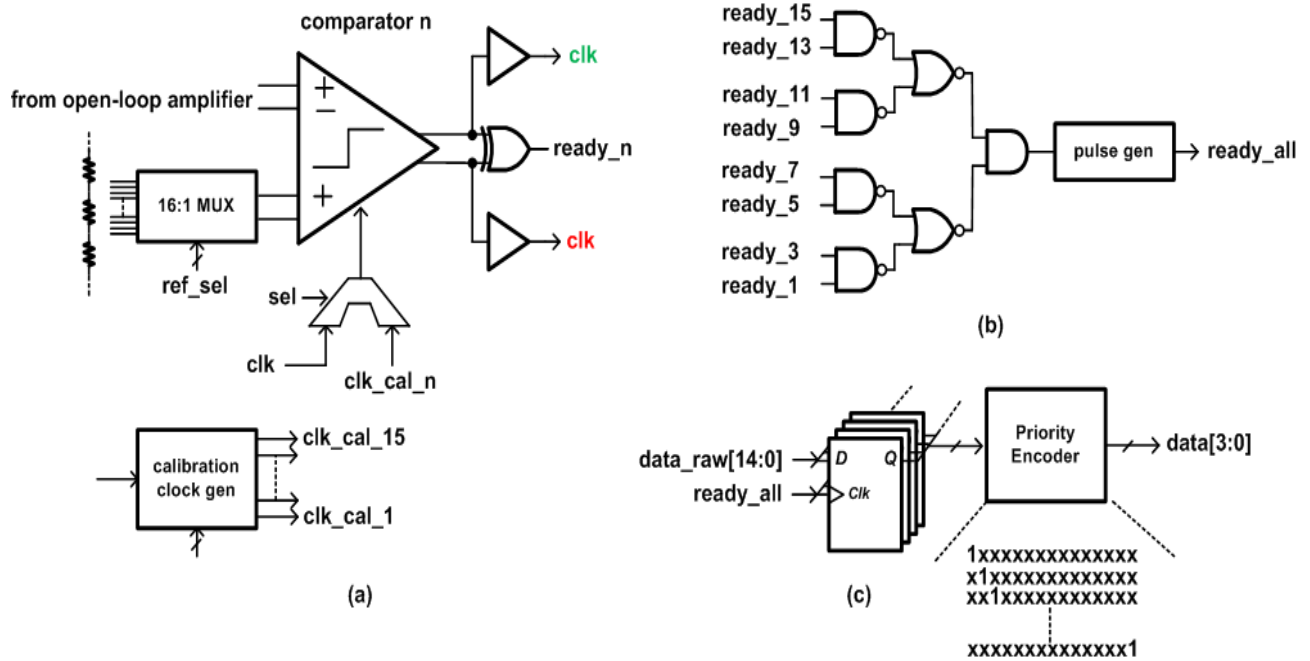 comparator n
from open-loop amplifier
+
−
+
clk
ready_n
clk
16:1 MUX
ref_sel
sel
clk
clk_cal_n
calibration
clock gen
clk_cal_15
clk_cal_1
(a)
ready_15
ready_13
ready_11
ready_9
ready_7
ready_5
ready_3
ready_1
pulse gen
ready_all
(b)
data_raw[14:0]
ready_all
D
Q
Clk
Priority
Encoder
data[3:0]
1xxxxxxxxxxxxxx
x1xxxxxxxxxxxxx
xx1xxxxxxxxxxxx
xxxxxxxxxxxxxx1
(c)